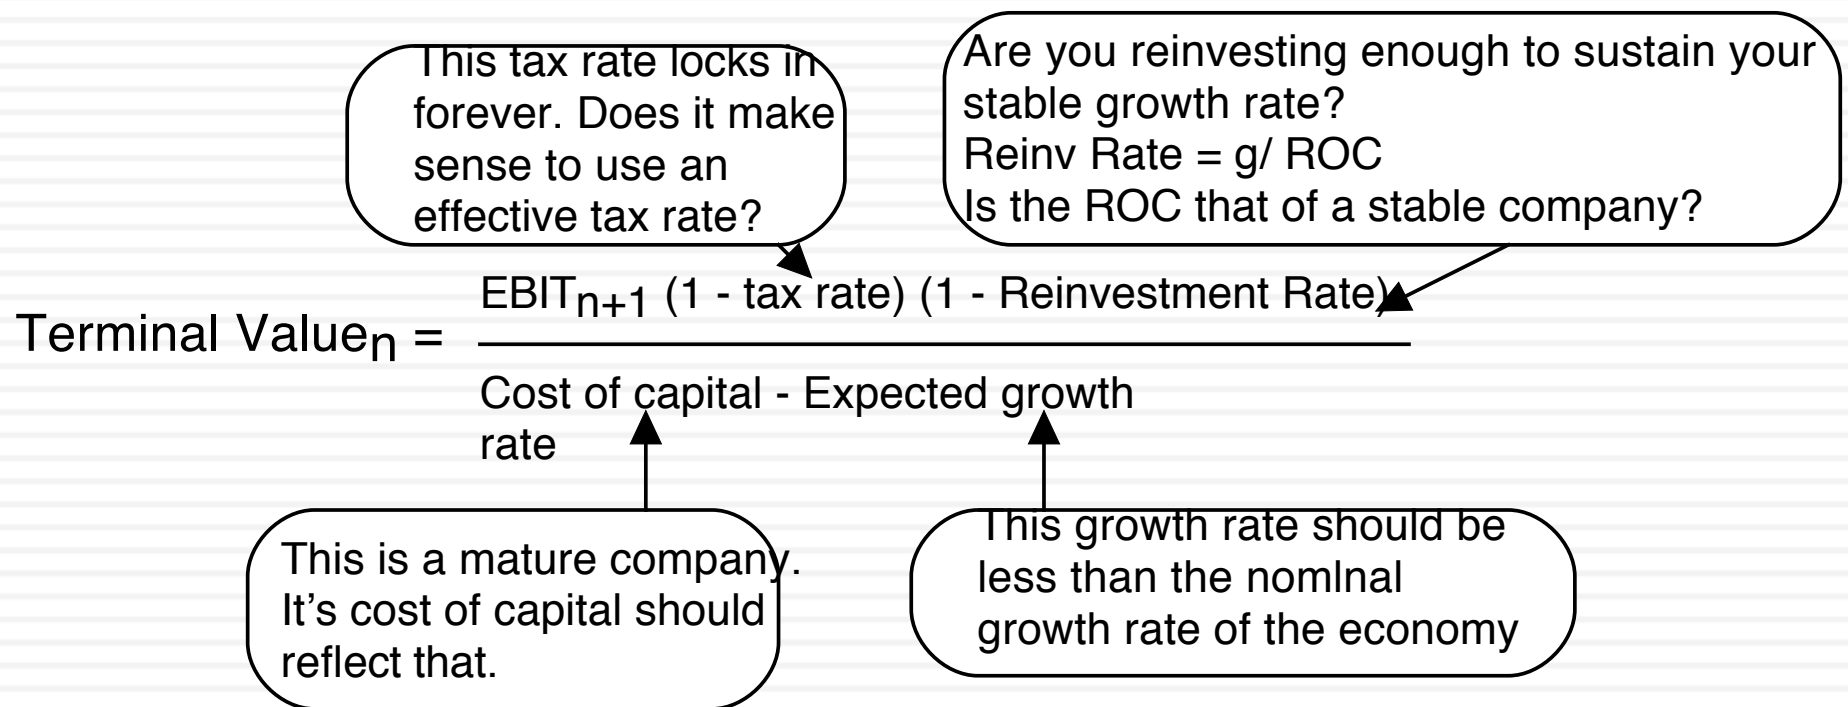 This tax rate locks in
forever. Does it make
sense to use an
effective tax rate?
Are you reinvesting enough to sustain your
stable growth rate?
Reinv Rate = g/ ROC
Is the ROC that of a stable company?
Terminal Valuen =
EBITn+1 (1 - tax rate) (1 - Reinvestment Rate)
Cost of capital - Expected growth
rate
This is a mature company.
It’s cost of capital should
reflect that.
This growth rate should be
less than the nomlnal
growth rate of the economy